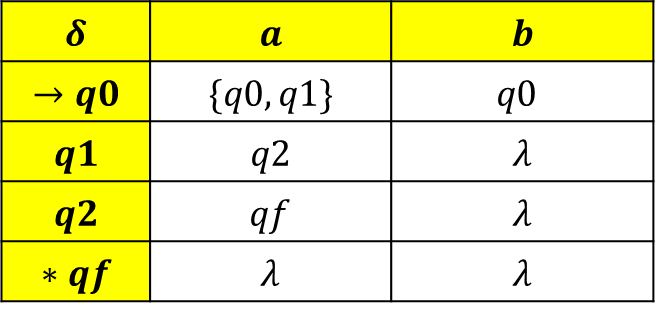 δ a b
→ q0 {q0, q1} q0
q1 q2 λ
q2 qf λ
* qf λ λ